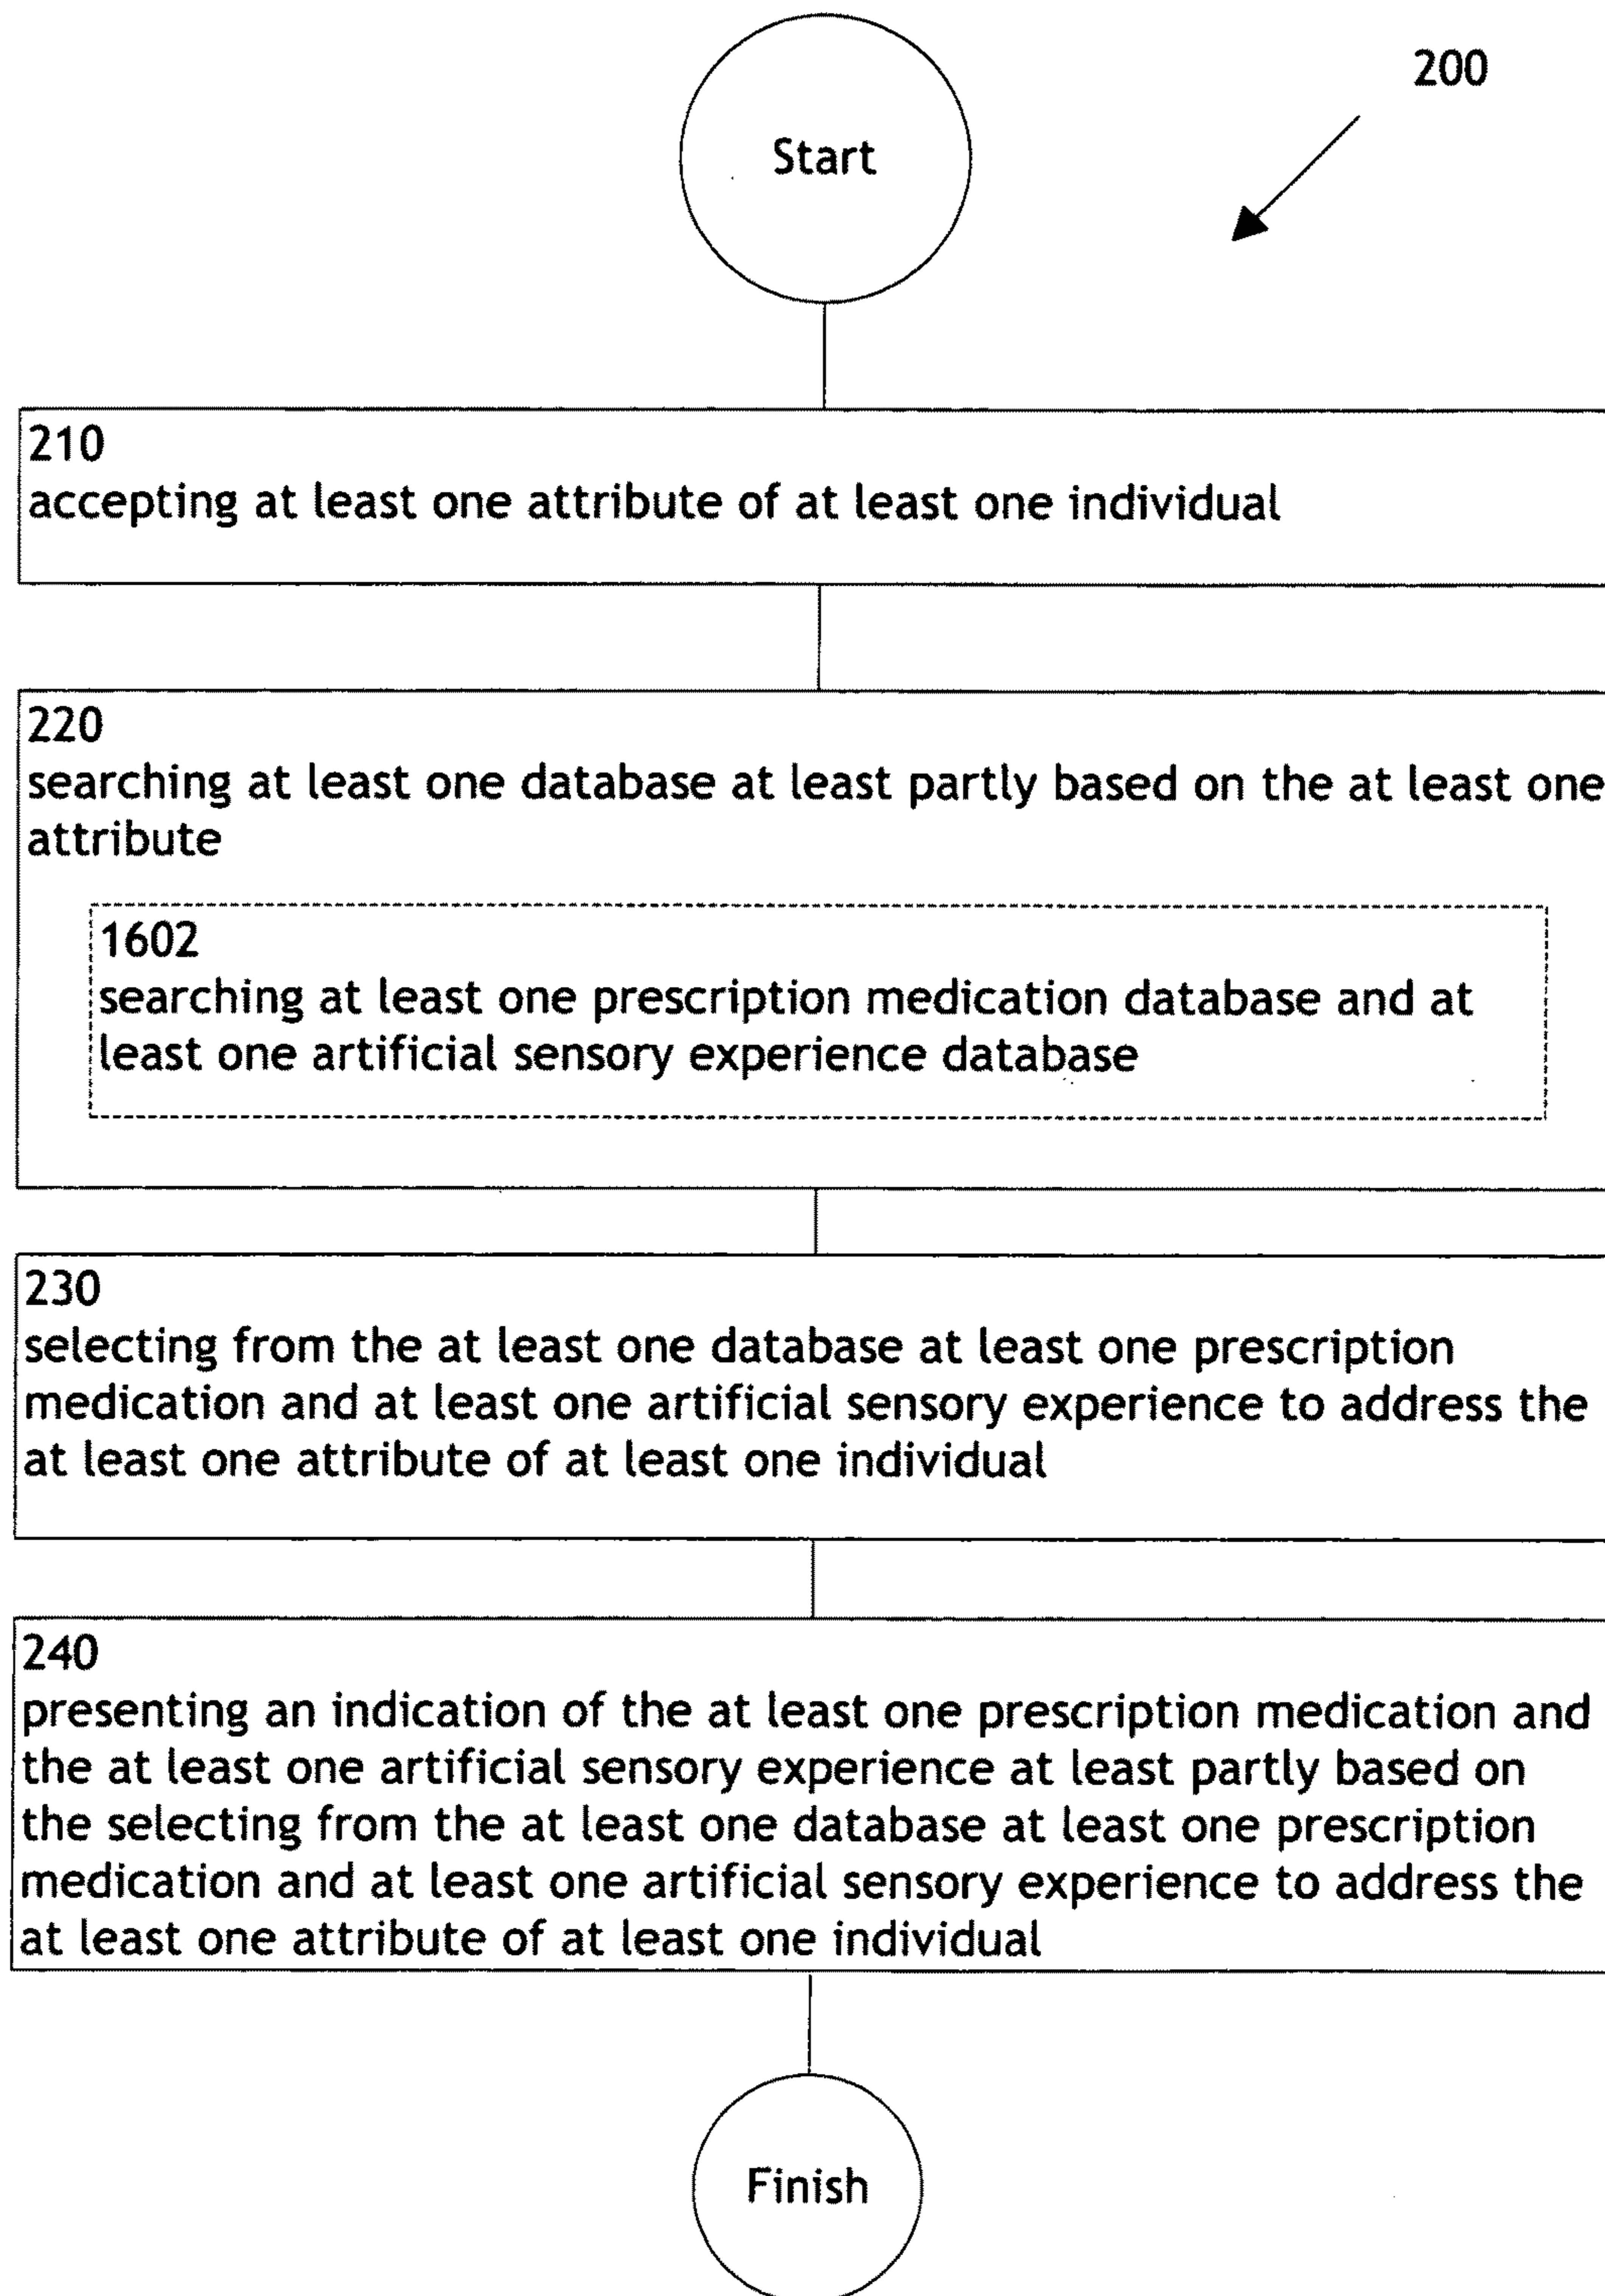 200
Start
210
accepting at least one attribute of at least one individual
220
searching at least one database at least partly based on the at least one
attribute
1602
searching at least one prescription medication database and at
least one artificial sensory experience database
230
selecting from the at least one database at least one prescription
medication and at least one artificial sensory experience to address the
at least one attribute of at least one individual
240
presenting an indication of the at least one prescription medication and
the at least one artificial sensory experience at least partly based on
the selecting from the at least one database at least one prescription
medication and at least one artificial sensory experience to address the
at least one attribute of at least one individual
Finish